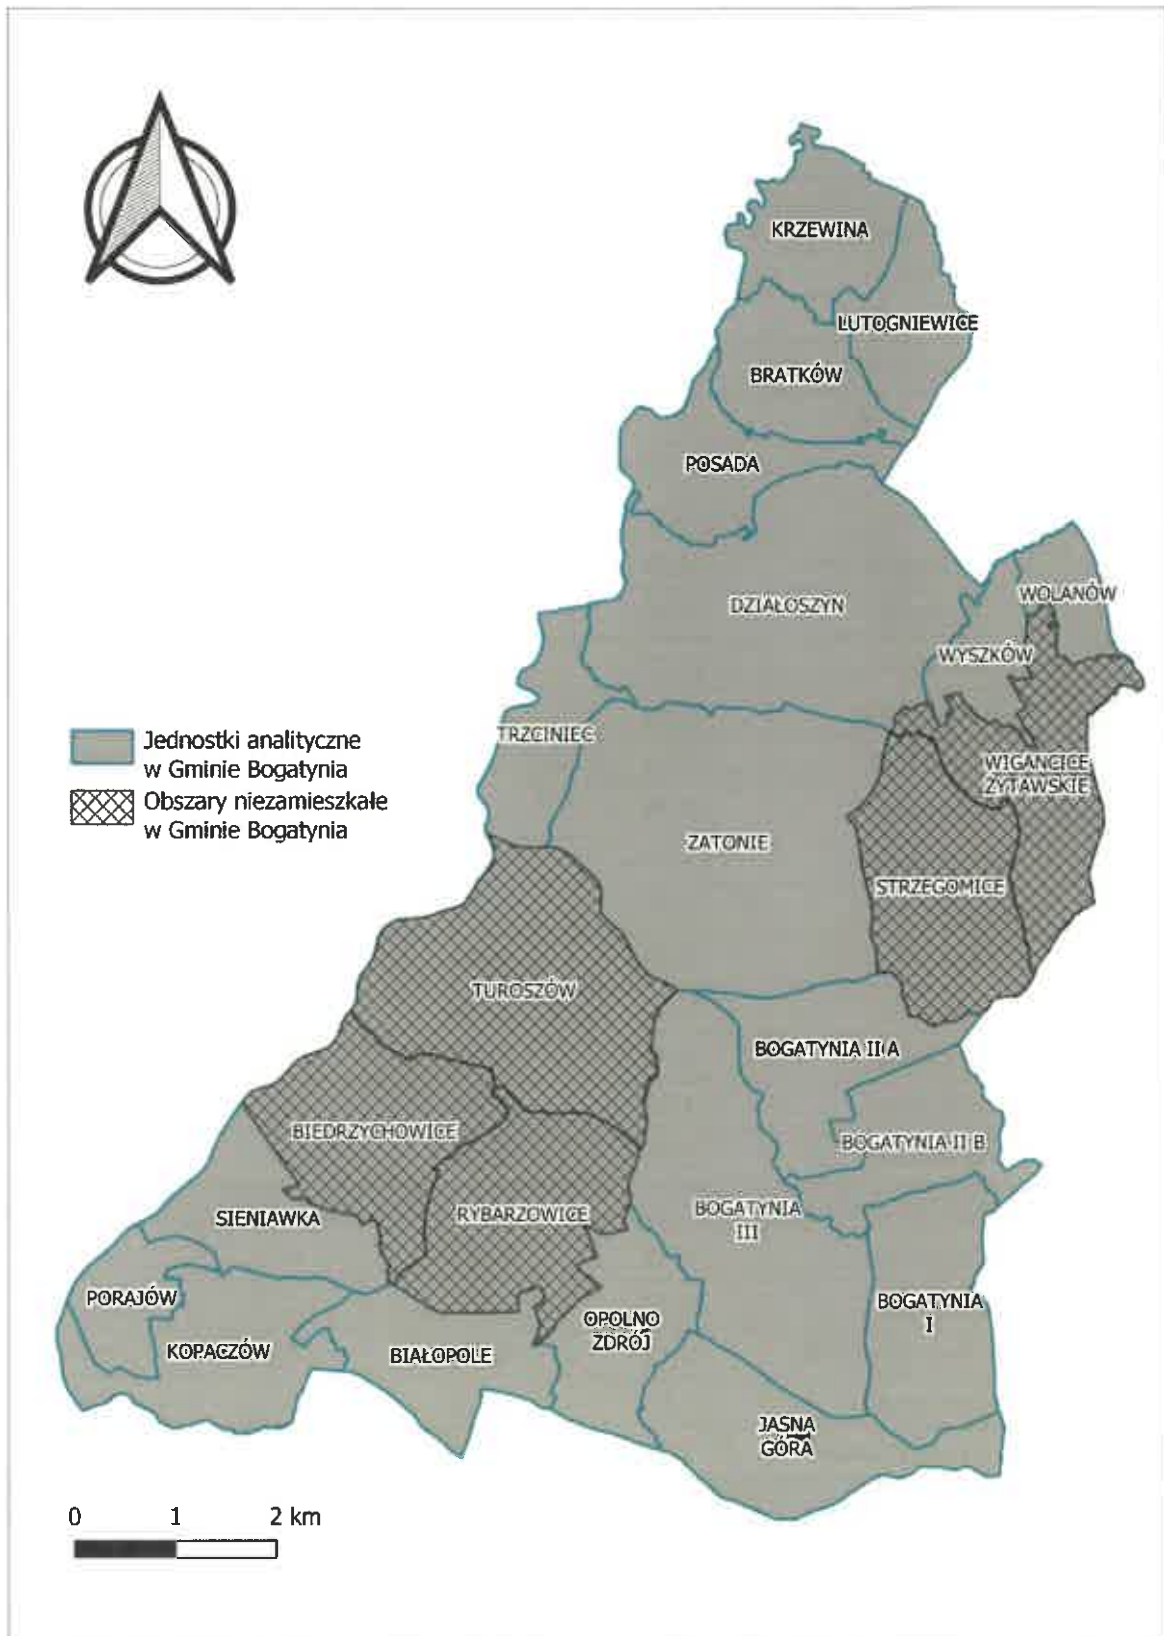 KRZEWINA
LUTOGNIEWICE
BRATKÓW
POSADA
DZIAŁOSZYN
WOLANÓW
WYSZKÓW
TRZCINIEC
Jednostki analityczne
w Gminie Bogatynia
Obszary niezamieszkałe
w Gminie Bogatynia
WIGANCICE
ŻYTAWSKIE
ZATONIE
STRZEGOMICE
TUROSZÓW
BOGATYNIA II A
BIEDRZYCHOWICE
BOGATYNIA II B
SIENIAWKA
RYBARZOWICE
BOGATYNIA
III
PORAJÓW
OPOLNO
ZDRÓJ
BOGATYNIA
I
KOPACZÓW
BIAŁOPOLE
JASNA
GÓRA
0 1 2 km